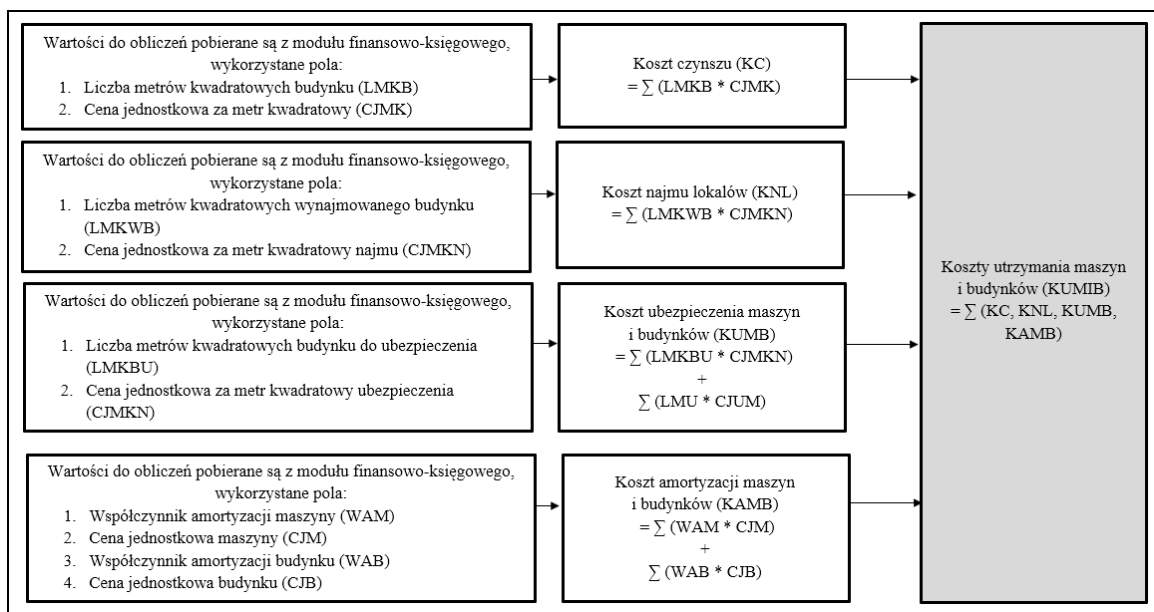 Wartości do obliczeń pobierane są z modułu finansowo-księgowego,
wykorzystane pola:
1. Liczba metrów kwadratowych budynku (LMKB)
2. Cena jednostkowa za metr kwadratowy (CJMK)
Koszt czynszu (KC)
= ∑ (LMKB * CJMK)
Wartości do obliczeń pobierane są z modułu finansowo-księgowego,
wykorzystane pola:
1. Liczba metrów kwadratowych wynajmowanego budynku
(LMKWB)
2. Cena jednostkowa za metr kwadratowy najmu (CJMKN)
Koszt najmu lokalów (KNL)
= ∑ (LMKWB * CJMKN)
Wartości do obliczeń pobierane są z modułu finansowo-księgowego,
wykorzystane pola:
1. Liczba metrów kwadratowych budynku do ubezpieczenia
(LMKBU)
2. Cena jednostkowa za metr kwadratowy ubezpieczenia
(CJMKN)
Koszt ubezpieczenia maszyn
i budynków (KUMB)
= ∑ (LMKBU * CJMKN)
+
∑ (LMU * CJUM)
Wartości do obliczeń pobierane są z modułu finansowo-księgowego,
wykorzystane pola:
1. Współczynnik amortyzacji maszyny (WAM)
2. Cena jednostkowa maszyny (CJM)
3. Współczynnik amortyzacji budynku (WAB)
4. Cena jednostkowa budynku (CJB)
Koszt amortyzacji maszyn
i budynków (KAMB)
= ∑ (WAM * CJM)
+
∑ (WAB * CJB)
Koszty utrzymania maszyn
i budynków (KUMIB)
= ∑ (KC, KNL, KUMB,
KAMB)